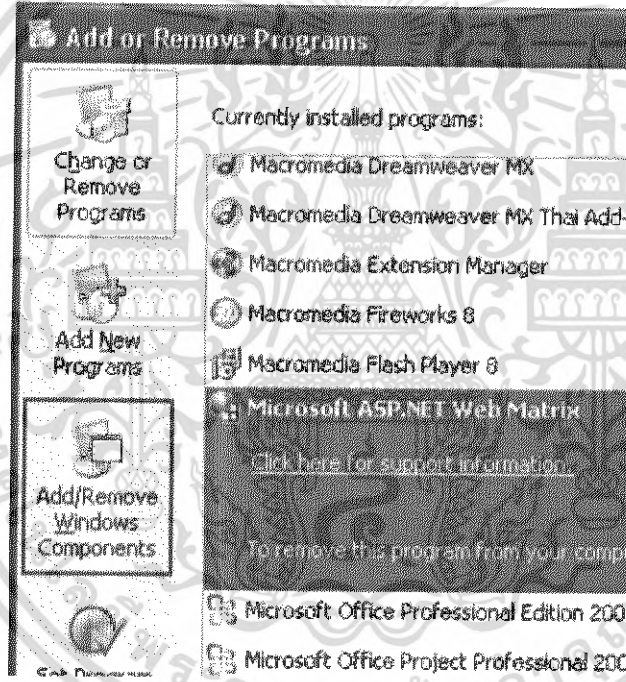 Add or Remove Programs
Change or
Remove
Programs
Add New
Programs
Add/Remove
Windows
Components
Currently installed programs:
Macromedia Dreamweaver MX
Macromedia Dreamweaver MX Thai Add-
Macromedia Extension Manager
Macromedia Fireworks 8
Macromedia Flash Player 8
Microsoft ASP.NET Web Matrix
Click here for support information.
To remove this program from your compu
Microsoft Office Professional Edition 200
Microsoft Office Project Professional 200